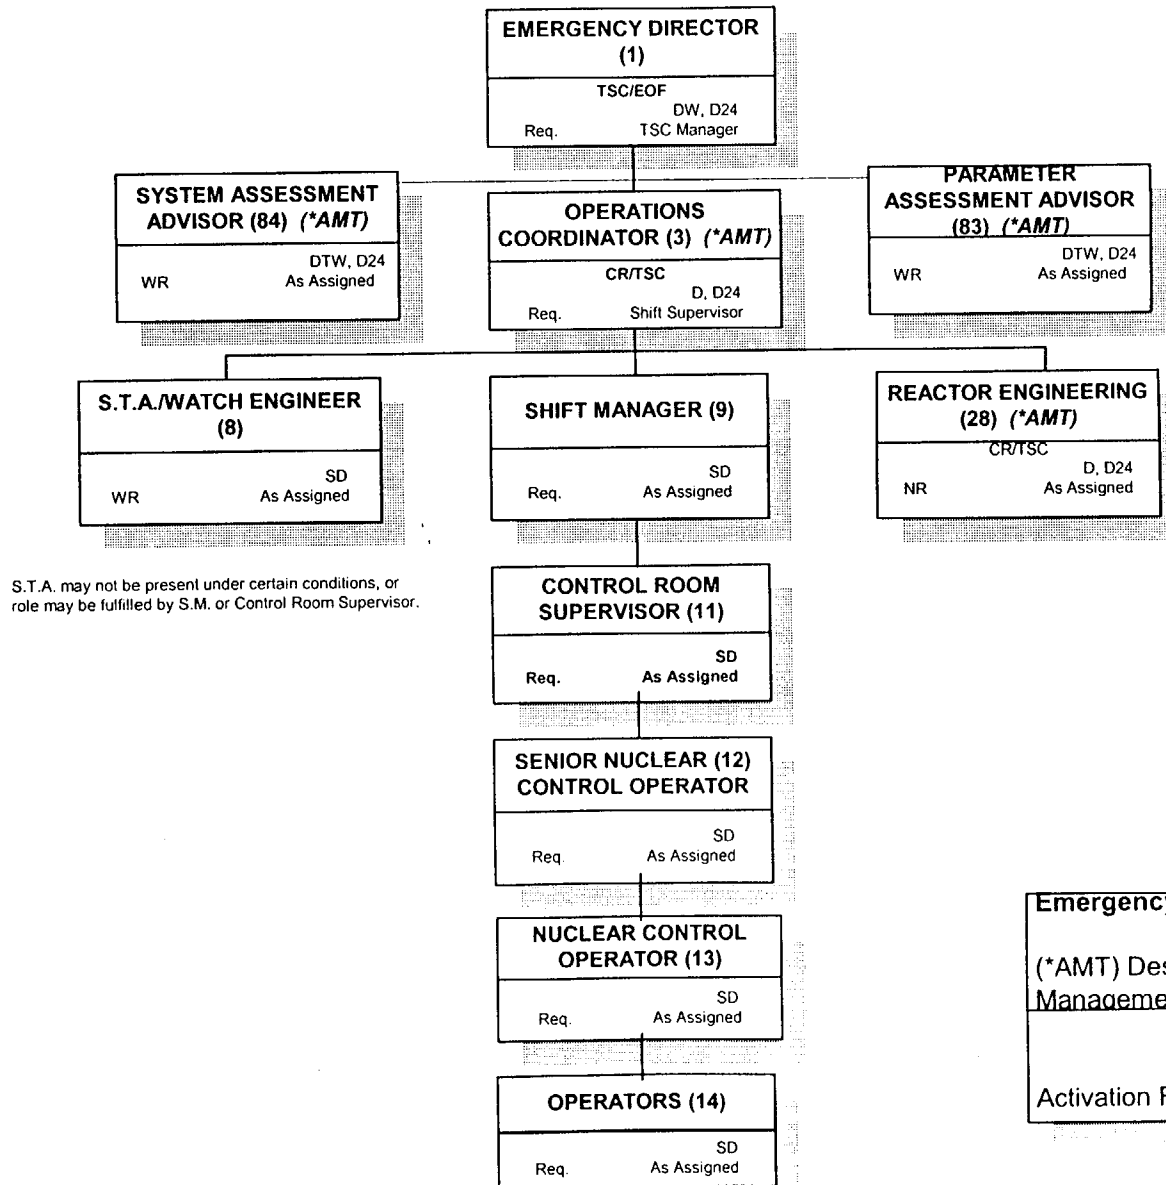 EMERGENCY DIRECTOR
(1)
TSC/EOF
DW, D24
Req. TSC Manager
SYSTEM ASSESSMENT
ADVISOR (84) (*AMT)
DTW, D24
WR As Assigned
OPERATIONS
COORDINATOR (3) (*AMT)
CR/TSC
D, D24
Req. Shift Supervisor
PARAMETER
ASSESSMENT ADVISOR
(83) (*AMT)
DTW, D24
WR As Assigned
S.T.A./WATCH ENGINEER
(8)
SD
WR As Assigned
SHIFT MANAGER (9)
SD
Req. As Assigned
REACTOR ENGINEERING
(28) (*AMT)
CR/TSC
D, D24
NR As Assigned
S.T.A. may not be present under certain conditions, or
role may be fulfilled by S.M. or Control Room Supervisor.
CONTROL ROOM
SUPERVISOR (11)
SD
Req. As Assigned
SENIOR NUCLEAR (12)
CONTROL OPERATOR
SD
Req. As Assigned
NUCLEAR CONTROL
OPERATOR (13)
SD
Req. As Assigned
OPERATORS (14)
SD
Req. As Assigned
Emergency
(*AMT) Des
Manageme
Activation F